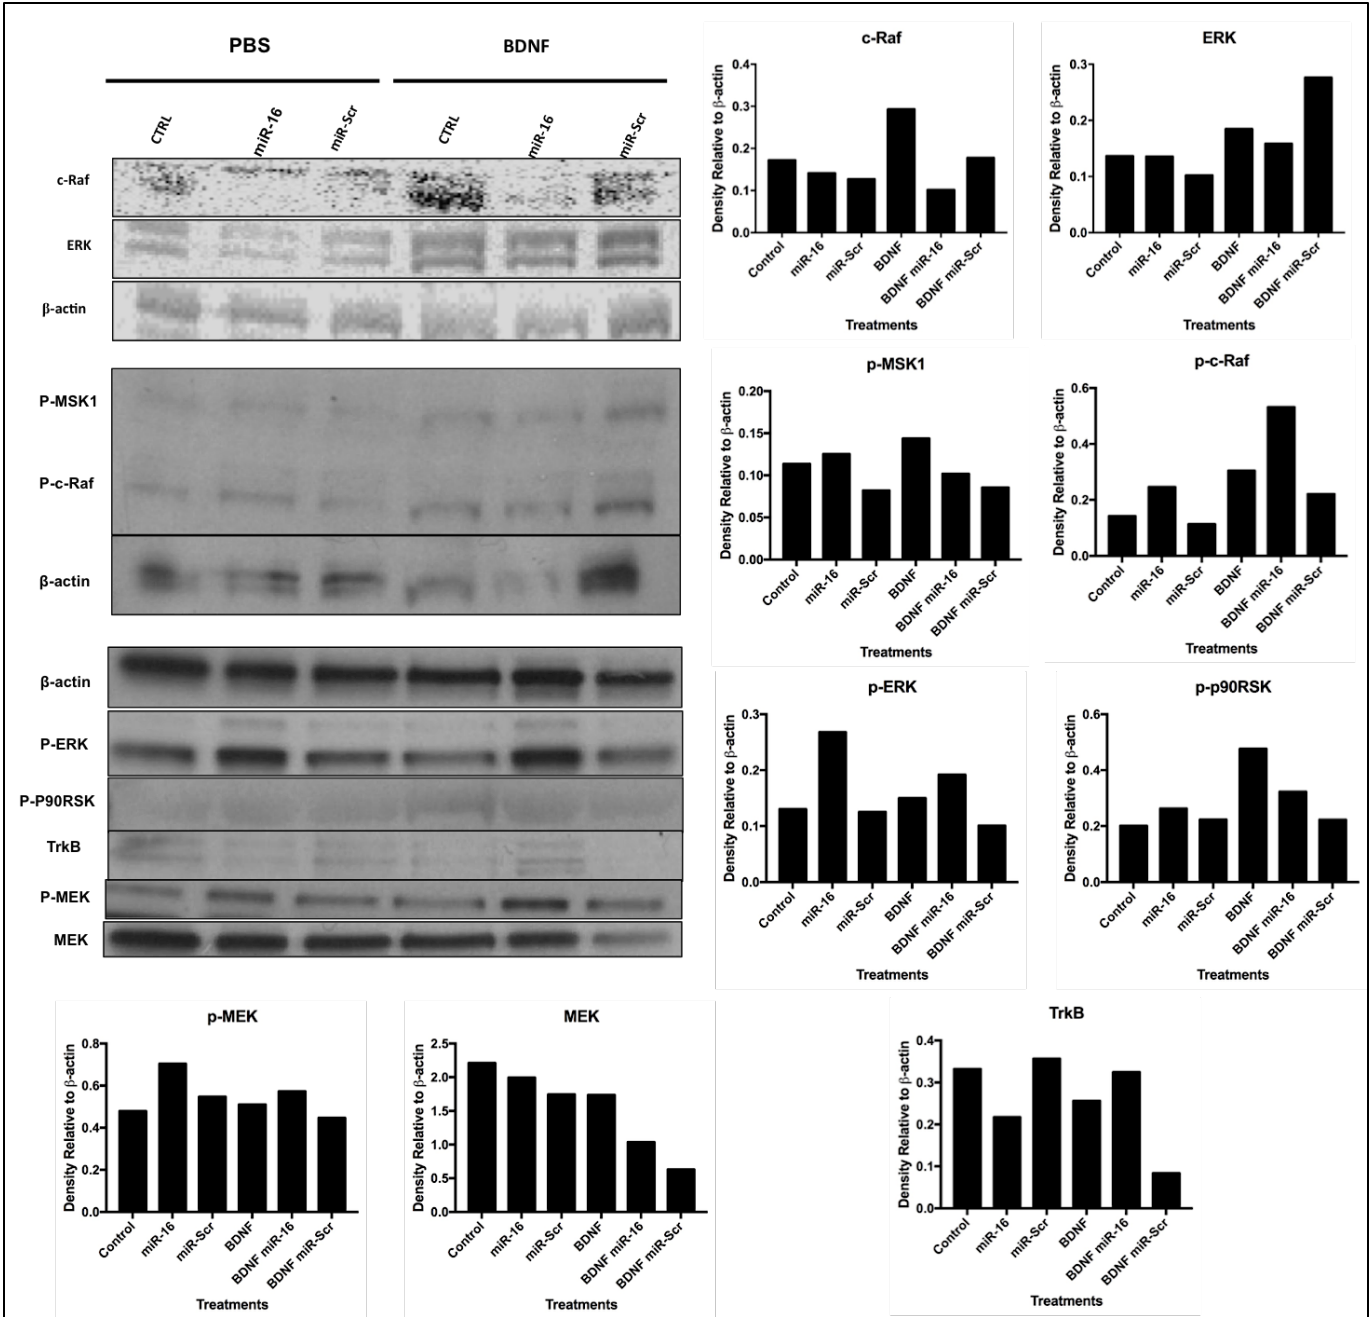 PBS BDNF
CTRL miR-16 miR-Scr CTRL miR-16 miR-Scr
c-Raf
ERK
β-actin
P-MSK1
P-c-Raf
β-actin
β-actin
P-ERK
P-P90RSK
TrkB
P-MEK
MEK
c-Raf
Density Relative to β-actin
0.4
0.3
0.2
0.1
0.0
Control miR-16 miR-Scr BDNF BDNF miR-16 BDNF miR-Scr
Treatments
ERK
Density Relative to β-actin
0.3
0.2
0.1
0.0
Control miR-16 miR-Scr BDNF BDNF miR-16 BDNF miR-Scr
Treatments
p-MSK1
Density Relative to β-actin
0.20
0.15
0.10
0.05
0.00
Control miR-16 miR-Scr BDNF BDNF miR-16 BDNF miR-Scr
Treatments
p-c-Raf
Density Relative to β-actin
0.6
0.4
0.2
0.0
Control miR-16 miR-Scr BDNF BDNF miR-16 BDNF miR-Scr
Treatments
p-ERK
Density Relative to β-actin
0.3
0.2
0.1
0.0
Control miR-16 miR-Scr BDNF BDNF miR-16 BDNF miR-Scr
Treatments
p-p90RSK
Density Relative to β-actin
0.6
0.4
0.2
0.0
Control miR-16 miR-Scr BDNF BDNF miR-16 BDNF miR-Scr
Treatments
p-MEK
Density Relative to β-actin
0.8
0.6
0.4
0.2
0.0
Control miR-16 miR-Scr BDNF BDNF miR-16 BDNF miR-Scr
Treatments
MEK
Density Relative to β-actin
2.5
2.0
1.5
1.0
0.5
0.0
Control miR-16 miR-Scr BDNF BDNF miR-16 BDNF miR-Scr
Treatments
TrkB
Density Relative to β-actin
0.4
0.3
0.2
0.1
0.0
Control miR-16 miR-Scr BDNF BDNF miR-16 BDNF miR-Scr
Treatments